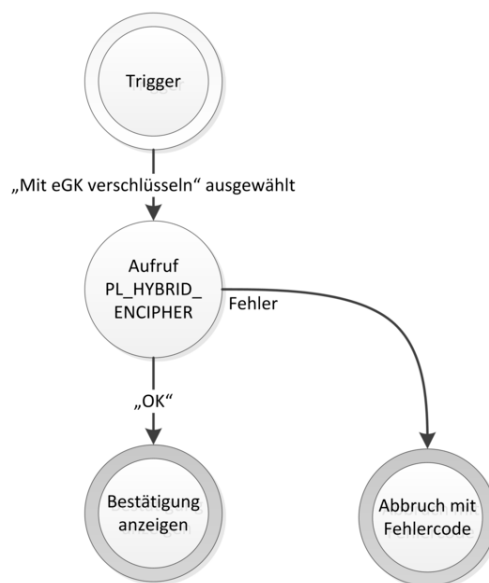 Trigger
„Mit eGK verschlüsseln“ ausgewählt
Aufruf
PL_HYBRID_
ENCIPHER
Fehler
„OK“
Bestätigung
anzeigen
Abbruch mit
Fehlercode